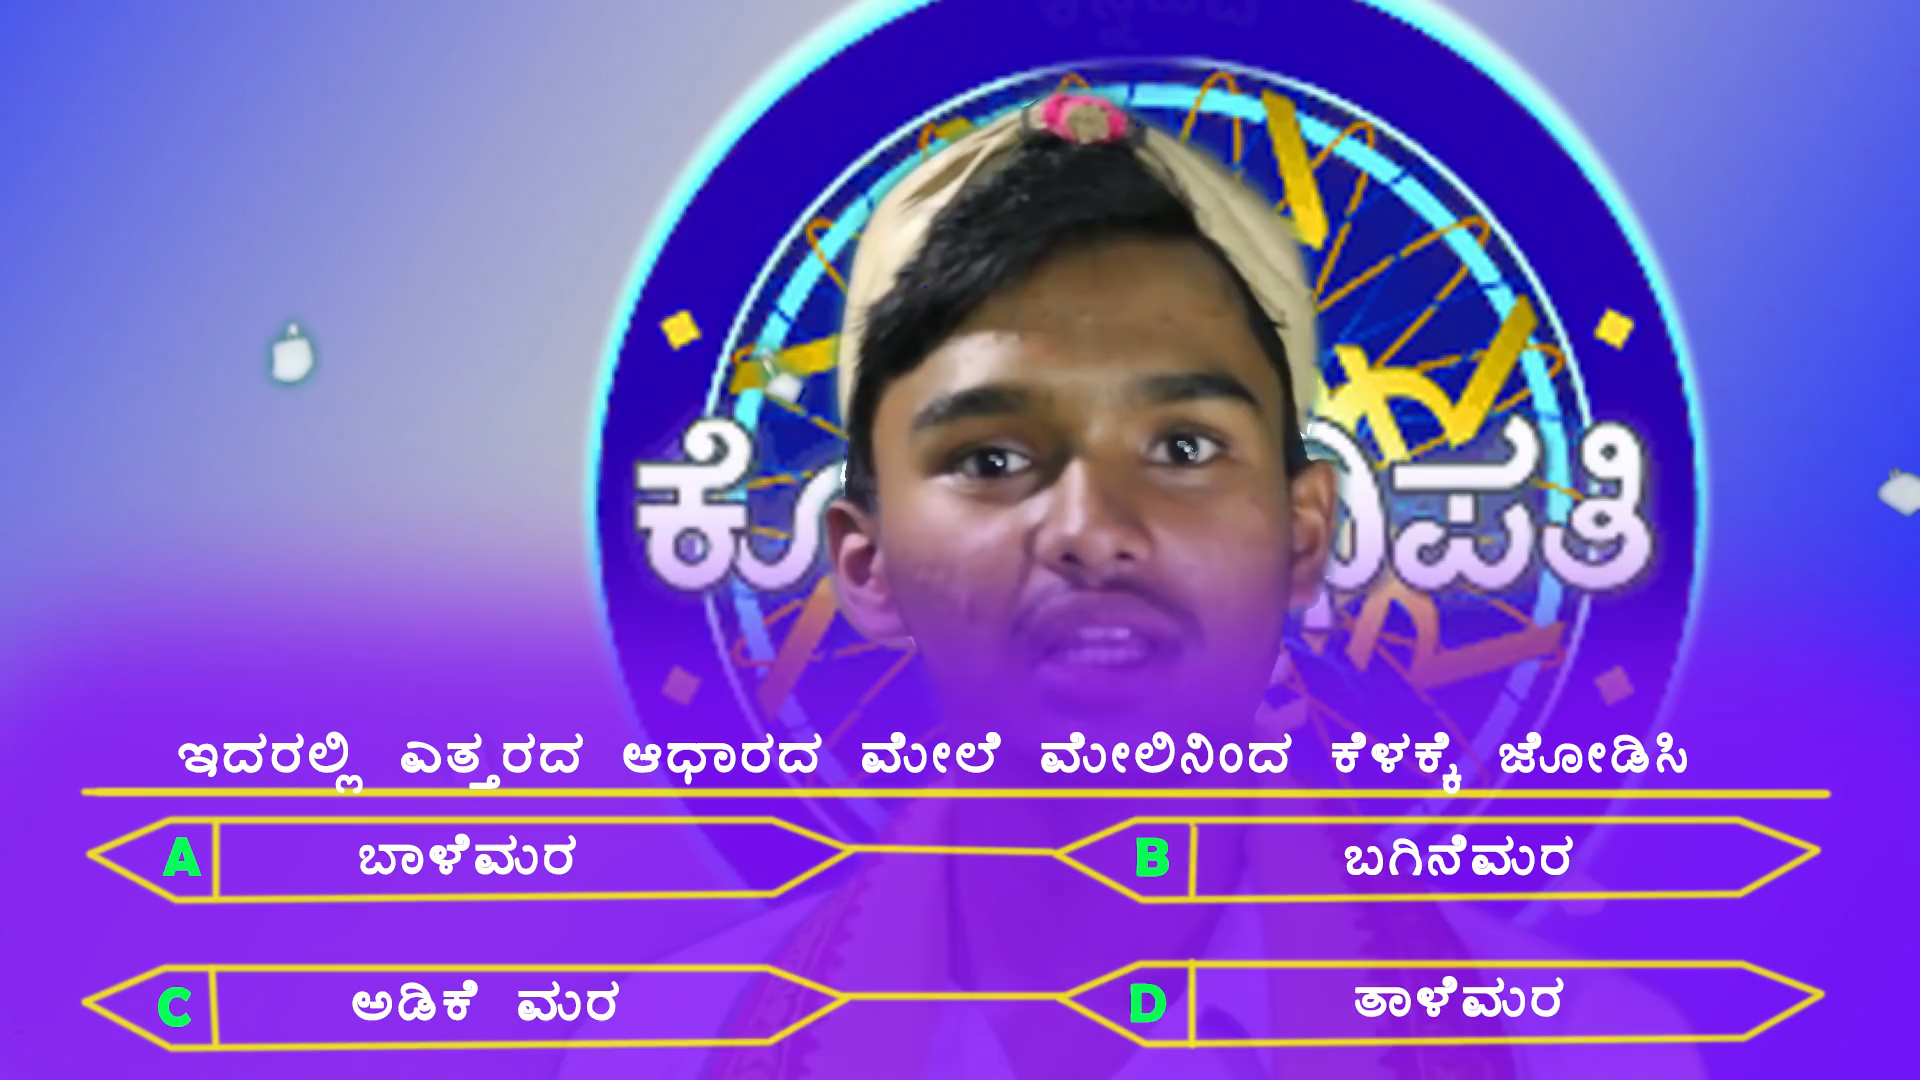 ಇದರಲ್ಲಿ ಎತ್ತರದ ಆಧಾರದ ಮೇಲೆ ಮೇಲಿನಿಂದ ಕೆಳಕ್ಕೆ ಜೋಡಿಸಿ
A ಬಾಳೆಮರ
B ಬಗಿನೆಮರ
C ಅಡಿಕೆ ಮರ
D ತಾಳೆಮರ